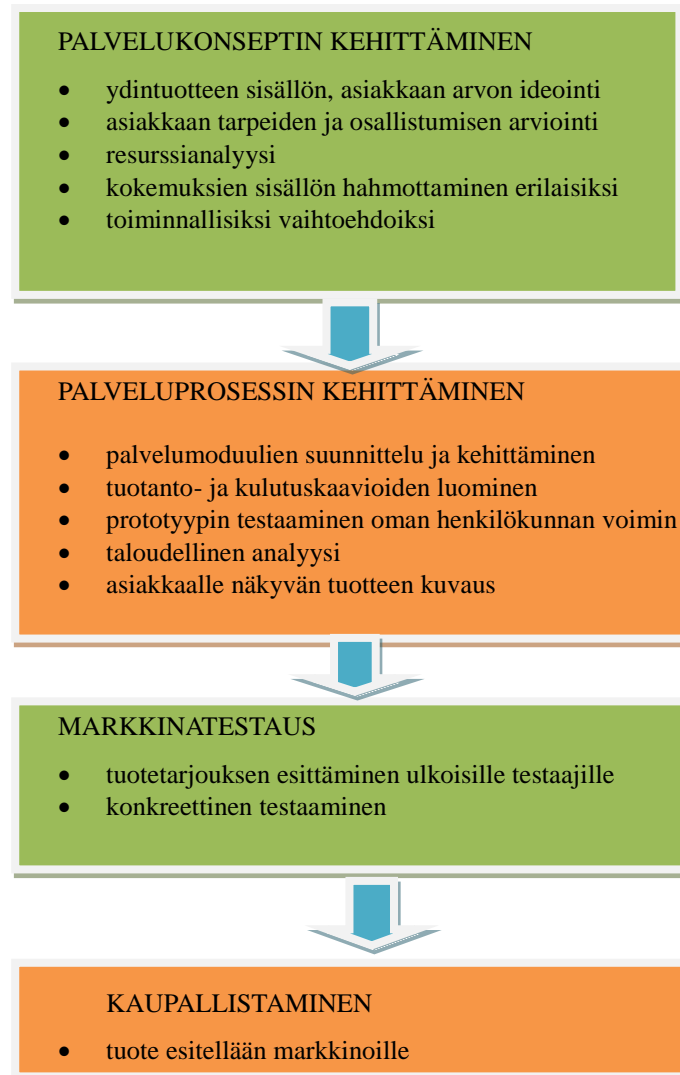 PALVELUKONSEPTIN KEHITTÄMINEN
• ydintuotteen sisällön, asiakkaan arvon ideointi
• asiakkaan tarpeiden ja osallistumisen arviointi
• resurssianalyysi
• kokemuksien sisällön hahmottaminen erilaisiksi
• toiminnallisiksi vaihtoehdoiksi
PALVELUPROSESSIN KEHITTÄMINEN
• palvelumoduulien suunnittelu ja kehittäminen
• tuotanto- ja kulutuskaavioiden luominen
• prototyypin testaaminen oman henkilökunnan voimin
• taloudellinen analyysi
• asiakkaalle näkyvän tuotteen kuvaus
MARKKINATESTAUS
• tuotetarjouksen esittäminen ulkoisille testaajille
• konkreettinen testaaminen
KAUPALLISTAMINEN
• tuote esitellään markkinoille